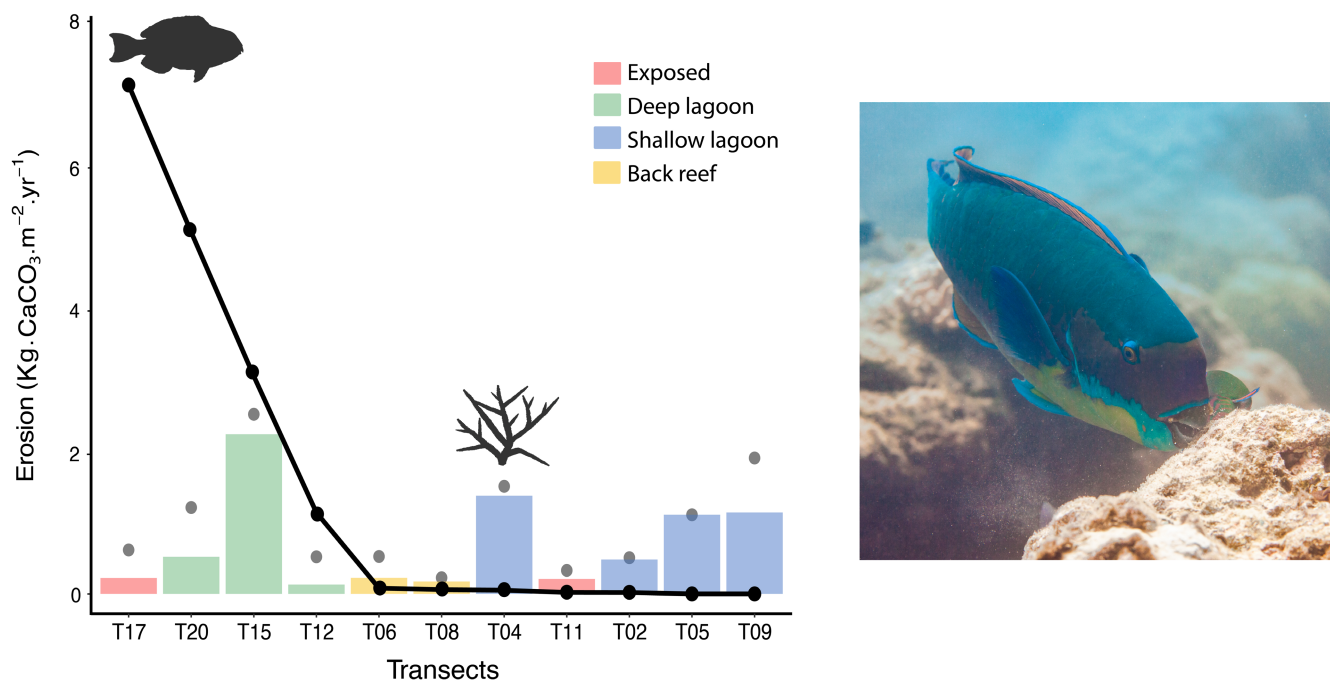 8
6
4
2
0
Erosion (Kg. CaCO₃.m⁻².yr⁻¹)
Exposed
Deep lagoon
Shallow lagoon
Back reef
T17 T20 T15 T12 T06 T08 T04 T11 T02 T05 T09
Transects